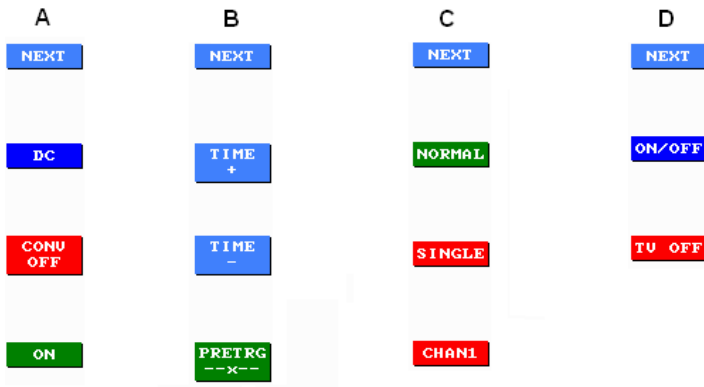 A B C D
NEXT NEXT NEXT NEXT
DC TIME NORMAL ON/OFF
+
CONV TIME SINGLE TV OFF
OFF -
ON PRETRG CHAN1
--x--